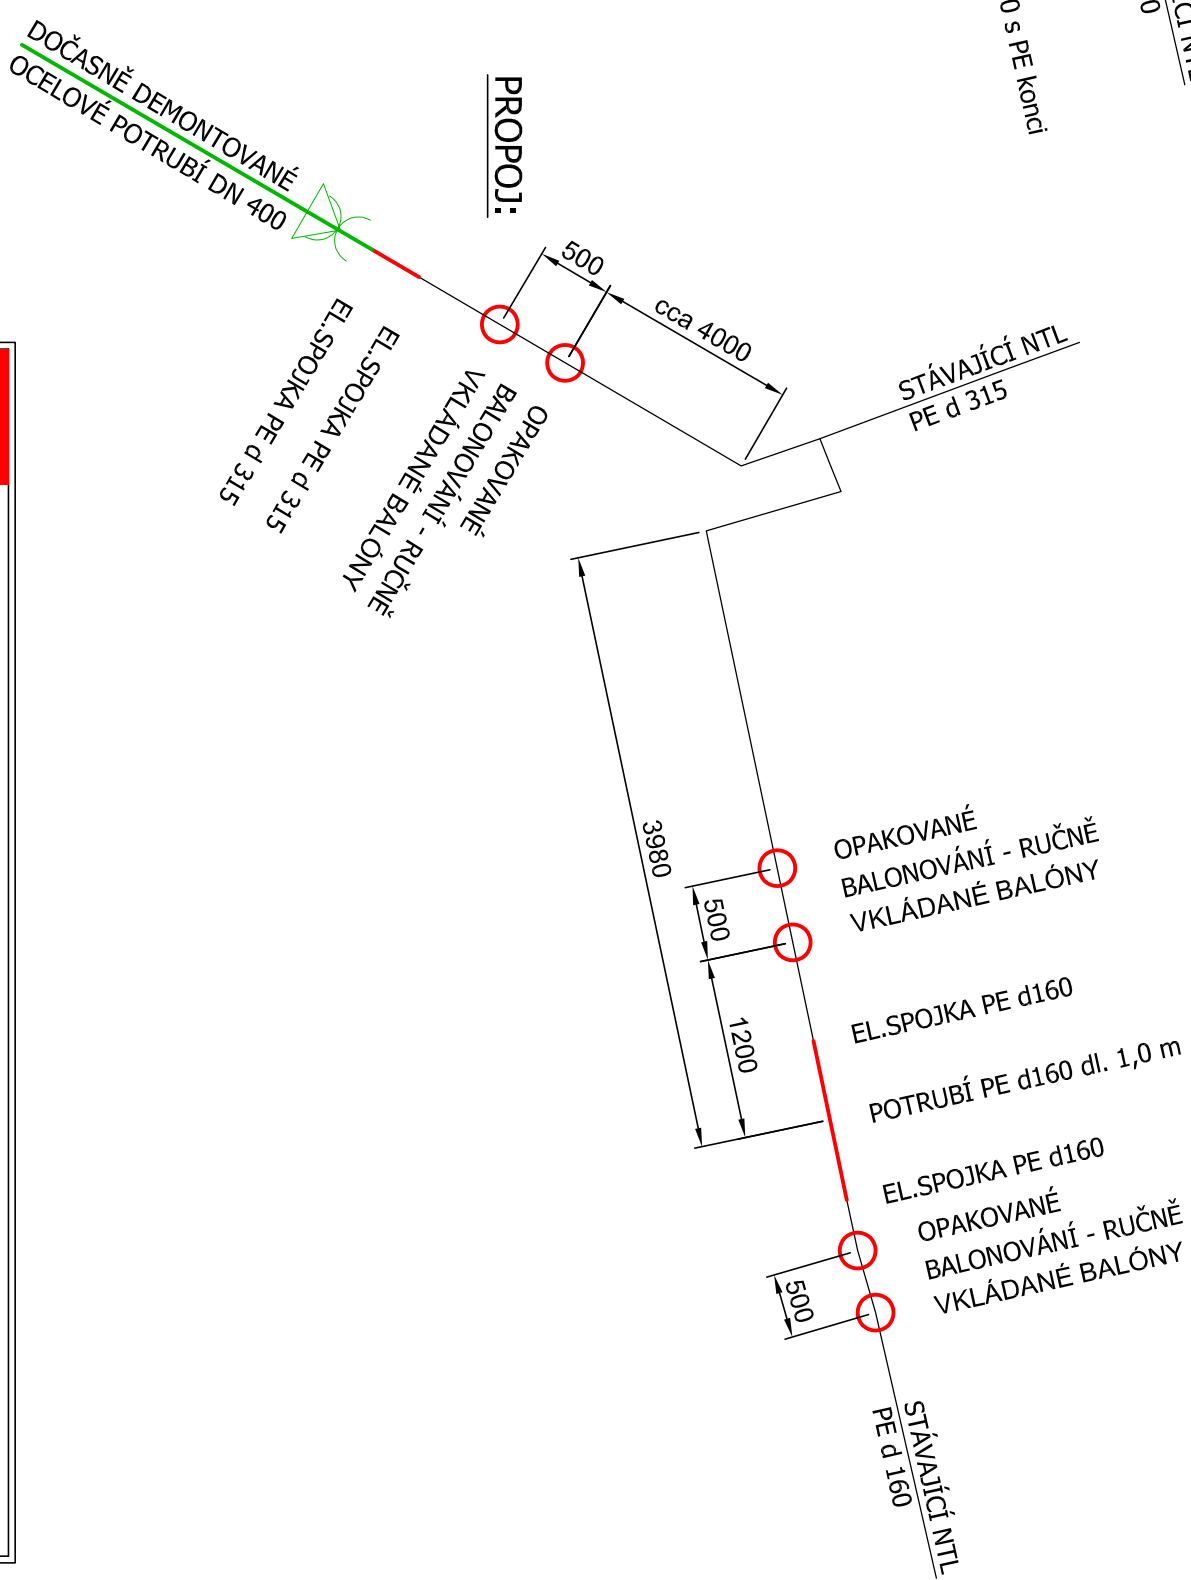 0 s PE konci
0
PROPOJ:
DOČASNĚ DEMONTOVANÉ
OCELOVÉ POTRUBÍ DN 400
500
cca 4000
STÁVAJÍCÍ NTL
PE d 315
EL.SPOJKA PE d 315
EL.SPOJKA PE d 315
OPAKOVANÉ
BALONOVÁNÍ - RUČNĚ
VKLÁDANÉ BALÓNY
3980
500
1200
OPAKOVANÉ
BALONOVÁNÍ - RUČNĚ
VKLÁDANÉ BALÓNY
EL.SPOJKA PE d160
POTRUBÍ PE d160 dl. 1,0 m
EL.SPOJKA PE d160
OPAKOVANÉ
BALONOVÁNÍ - RUČNĚ
VKLÁDANÉ BALÓNY
500
STÁVAJÍCÍ NTL
PE d 160